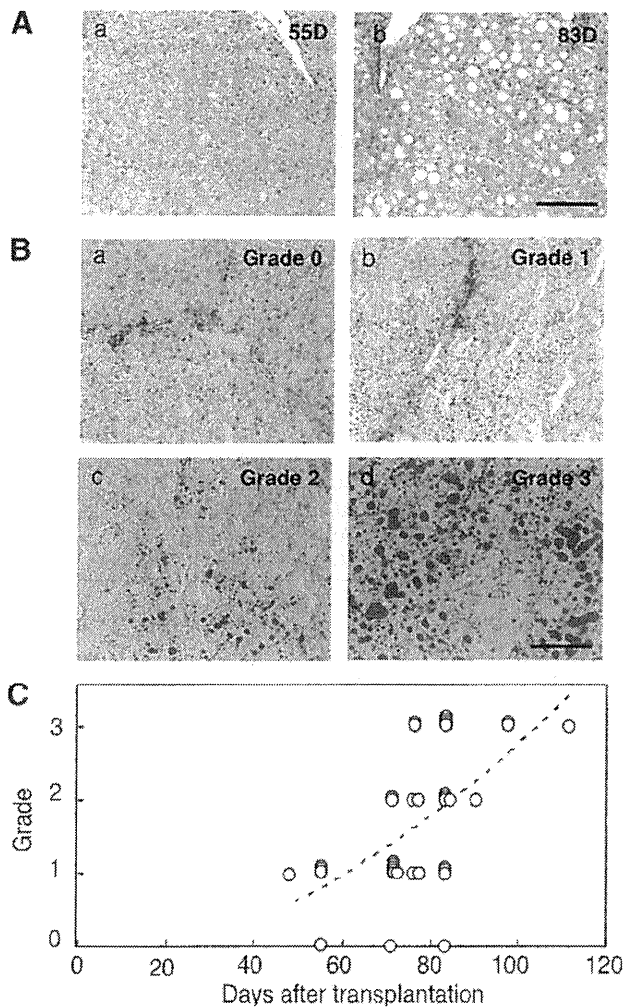 A
a 55D
b 83D
B
a Grade 0
b Grade 1
c Grade 2
d Grade 3
C
Grade
3
2
1
0
0 20 40 60 80 100 120
Days after transplantation